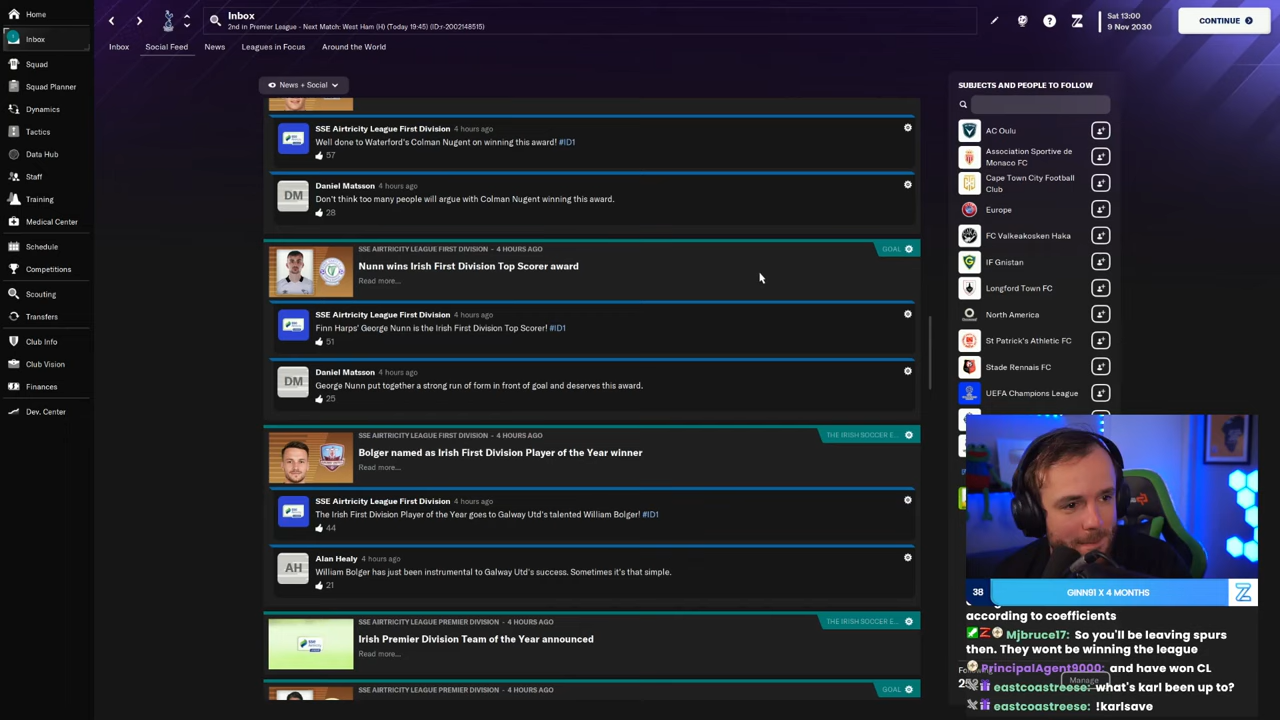 Home
Inbox
Squad
Squad Planner
Dynamics
Tactics
Data Hub
Staff
Training
Medical Center
Schedule
Competitions
Scouting
Transfers
Club Info
Club Vision
Finances
Dev. Center
Inbox
2nd in Premier League - Next Match: West Ham (H) (Today 19:45) (ID:r-2002148515)
Sat 13:00
9 Nov 2030
CONTINUE
Inbox
Social Feed
News
Leagues in Focus
Around the World
News + Social
SSE Airtricity League First Division 4 hours ago
Well done to Waterford's Colman Nugent on winning this award! #ID1
57
DM
Daniel Matsson 4 hours ago
Don't think too many people will argue with Colman Nugent winning this award.
28
SSE AIRTRICITY LEAGUE FIRST DIVISION - 4 HOURS AGO
GOAL
Nunn wins Irish First Division Top Scorer award
Read more...
SSE Airtricity League First Division 4 hours ago
Finn Harps' George Nunn is the Irish First Division Top Scorer! #ID1
51
DM
Daniel Matsson 4 hours ago
George Nunn put together a strong run of form in front of goal and deserves this award.
25
SSE AIRTRICITY LEAGUE FIRST DIVISION - 4 HOURS AGO
THE IRISH SOCCER E...
Bolger named as Irish First Division Player of the Year winner
Read more...
SSE Airtricity League First Division 4 hours ago
The Irish First Division Player of the Year goes to Galway Utd's talented William Bolger! #ID1
44
AH
Alan Healy 4 hours ago
William Bolger has just been instrumental to Galway Utd's success. Sometimes it's that simple.
21
SSE AIRTRICITY LEAGUE PREMIER DIVISION - 4 HOURS AGO
THE IRISH SOCCER E...
Irish Premier Division Team of the Year announced
Read more...
SSE AIRTRICITY LEAGUE PREMIER DIVISION - 4 HOURS AGO
GOAL
SUBJECTS AND PEOPLE TO FOLLOW
AC Oulu
Association Sportive de
Monaco FC
Cape Town City Football
Club
Europe
FC Valkeakosken Haka
IF Gnistan
Longford Town FC
North America
St Patrick's Athletic FC
Stade Rennais FC
UEFA Champions League
38
GINN91 X 4 MONTHS
according to coefficients
Mjbruce17: So you'll be leaving spurs
then. They wont be winning the
league
PrincipalAgent9000: and have won CL
Manage
eastcoastreese: what's karl been up to?
eastcoastreese: !karlsave